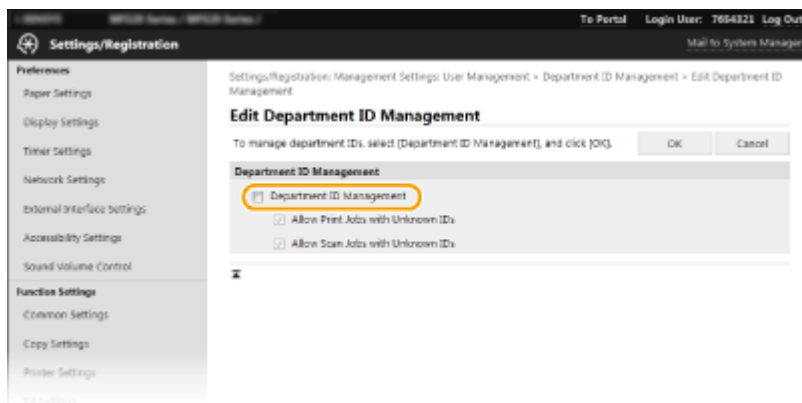 To Portal Login User: 7654321 Log Out
Settings/Registration
Mail to System Manager
Preferences
Paper Settings
Display Settings
Timer Settings
Network Settings
External Interface Settings
Accessibility Settings
Sound Volume Control
Function Settings
Common Settings
Copy Settings
Printer Settings
Settings/Registration: Management Settings: User Management > Department ID Management > Edit Department ID
Management
Edit Department ID Management
To manage department IDs, select [Department ID Management], and click [OK].
OK
Cancel
Department ID Management
Department ID Management
Allow Print Jobs with Unknown IDs
Allow Scan Jobs with Unknown IDs